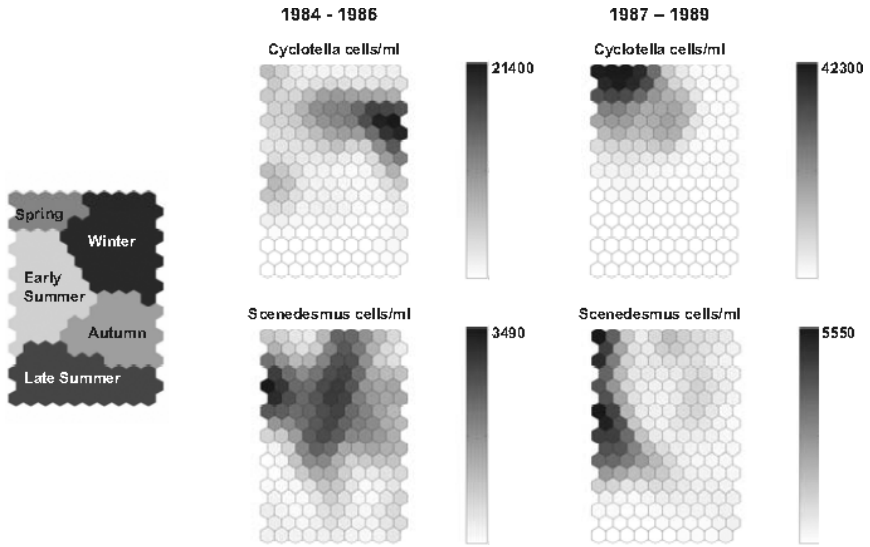 1984 - 1986
1987 – 1989
Cyclotella cells/ml
Cyclotella cells/ml
21400
42300
Spring
Winter
Early
Summer
Autumn
Late Summer
Scenedesmus cells/ml
Scenedesmus cells/ml
3490
5550